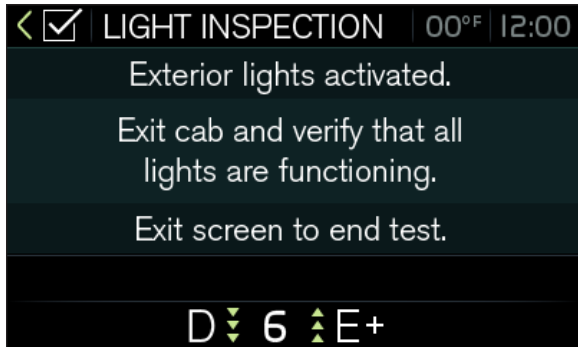 LIGHT INSPECTION 00°F 12:00
Exterior lights activated.
Exit cab and verify that all
lights are functioning.
Exit screen to end test.
D 6 E+